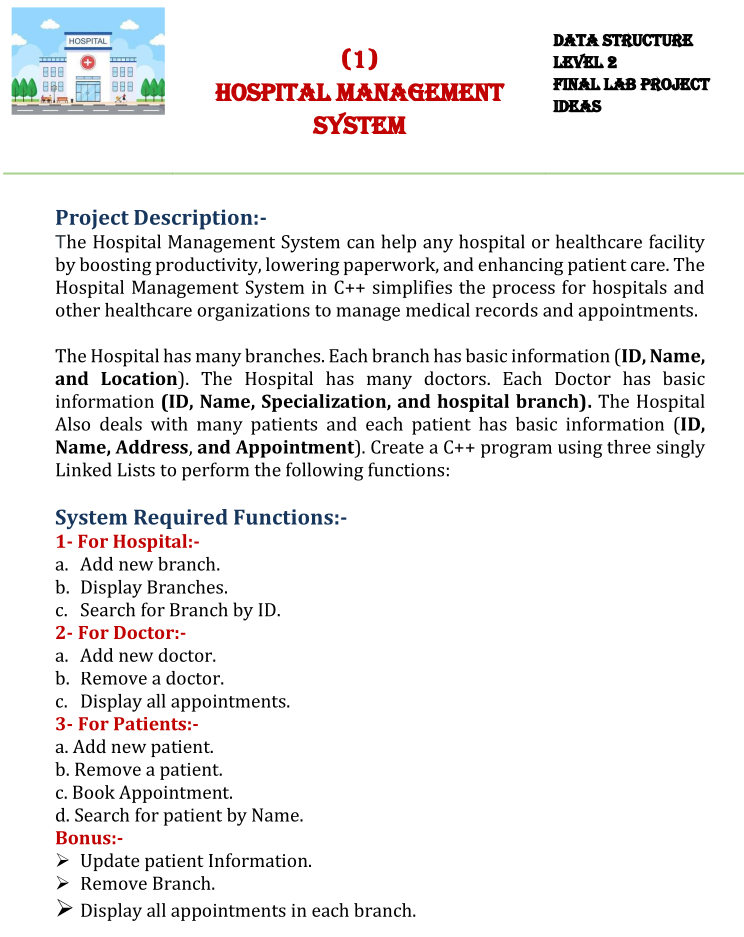 HOSPITAL
(1)
HOSPITAL MANAGEMENT
SYSTEM
DATA STRUCTURE
LEVEL 2
FINAL LAB PROJECT
IDEAS
Project Description:-
The Hospital Management System can help any hospital or healthcare facility
by boosting productivity, lowering paperwork, and enhancing patient care. The
Hospital Management System in C++ simplifies the process for hospitals and
other healthcare organizations to manage medical records and appointments.
The Hospital has many branches. Each branch has basic information (ID, Name,
and Location). The Hospital has many doctors. Each Doctor has basic
information (ID, Name, Specialization, and hospital branch). The Hospital
Also deals with many patients and each patient has basic information (ID,
Name, Address, and Appointment). Create a C++ program using three singly
Linked Lists to perform the following functions:
System Required Functions:-
1- For Hospital:-
a. Add new branch.
b. Display Branches.
c. Search for Branch by ID.
2- For Doctor:-
a. Add new doctor.
b. Remove a doctor.
c. Display all appointments.
3- For Patients:-
a. Add new patient.
b. Remove a patient.
c. Book Appointment.
d. Search for patient by Name.
Bonus:-
➢ Update patient Information.
➢ Remove Branch.
➢ Display all appointments in each branch.